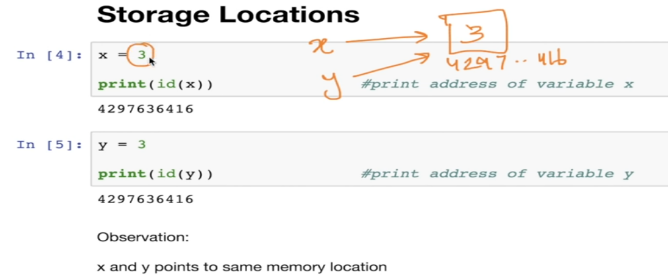 Storage Locations
In [4]: x = 3
print(id(x)) #print address of variable x
4297636416
x
3
y
4297..416
In [5]: y = 3
print(id(y)) #print address of variable y
4297636416
Observation:
x and y points to same memory location